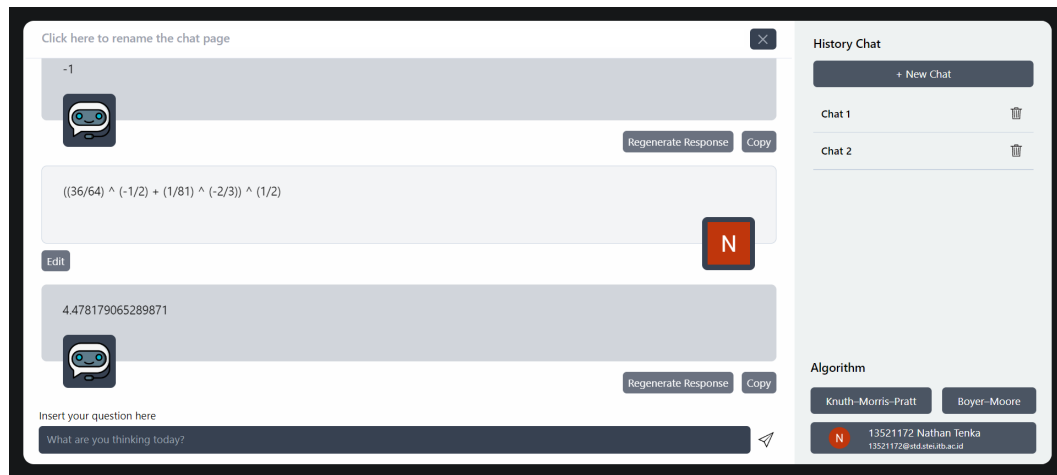 Click here to rename the chat page
-1
Regenerate Response Copy
((36/64) ^ (-1/2) + (1/81) ^ (-2/3)) ^ (1/2)
N
Edit
4.478179065289871
Regenerate Response Copy
Insert your question here
What are you thinking today?
History Chat
+ New Chat
Chat 1
Chat 2
Algorithm
Knuth–Morris–Pratt Boyer–Moore
N 13521172 Nathan Tenka
13521172@std.stei.itb.ac.id